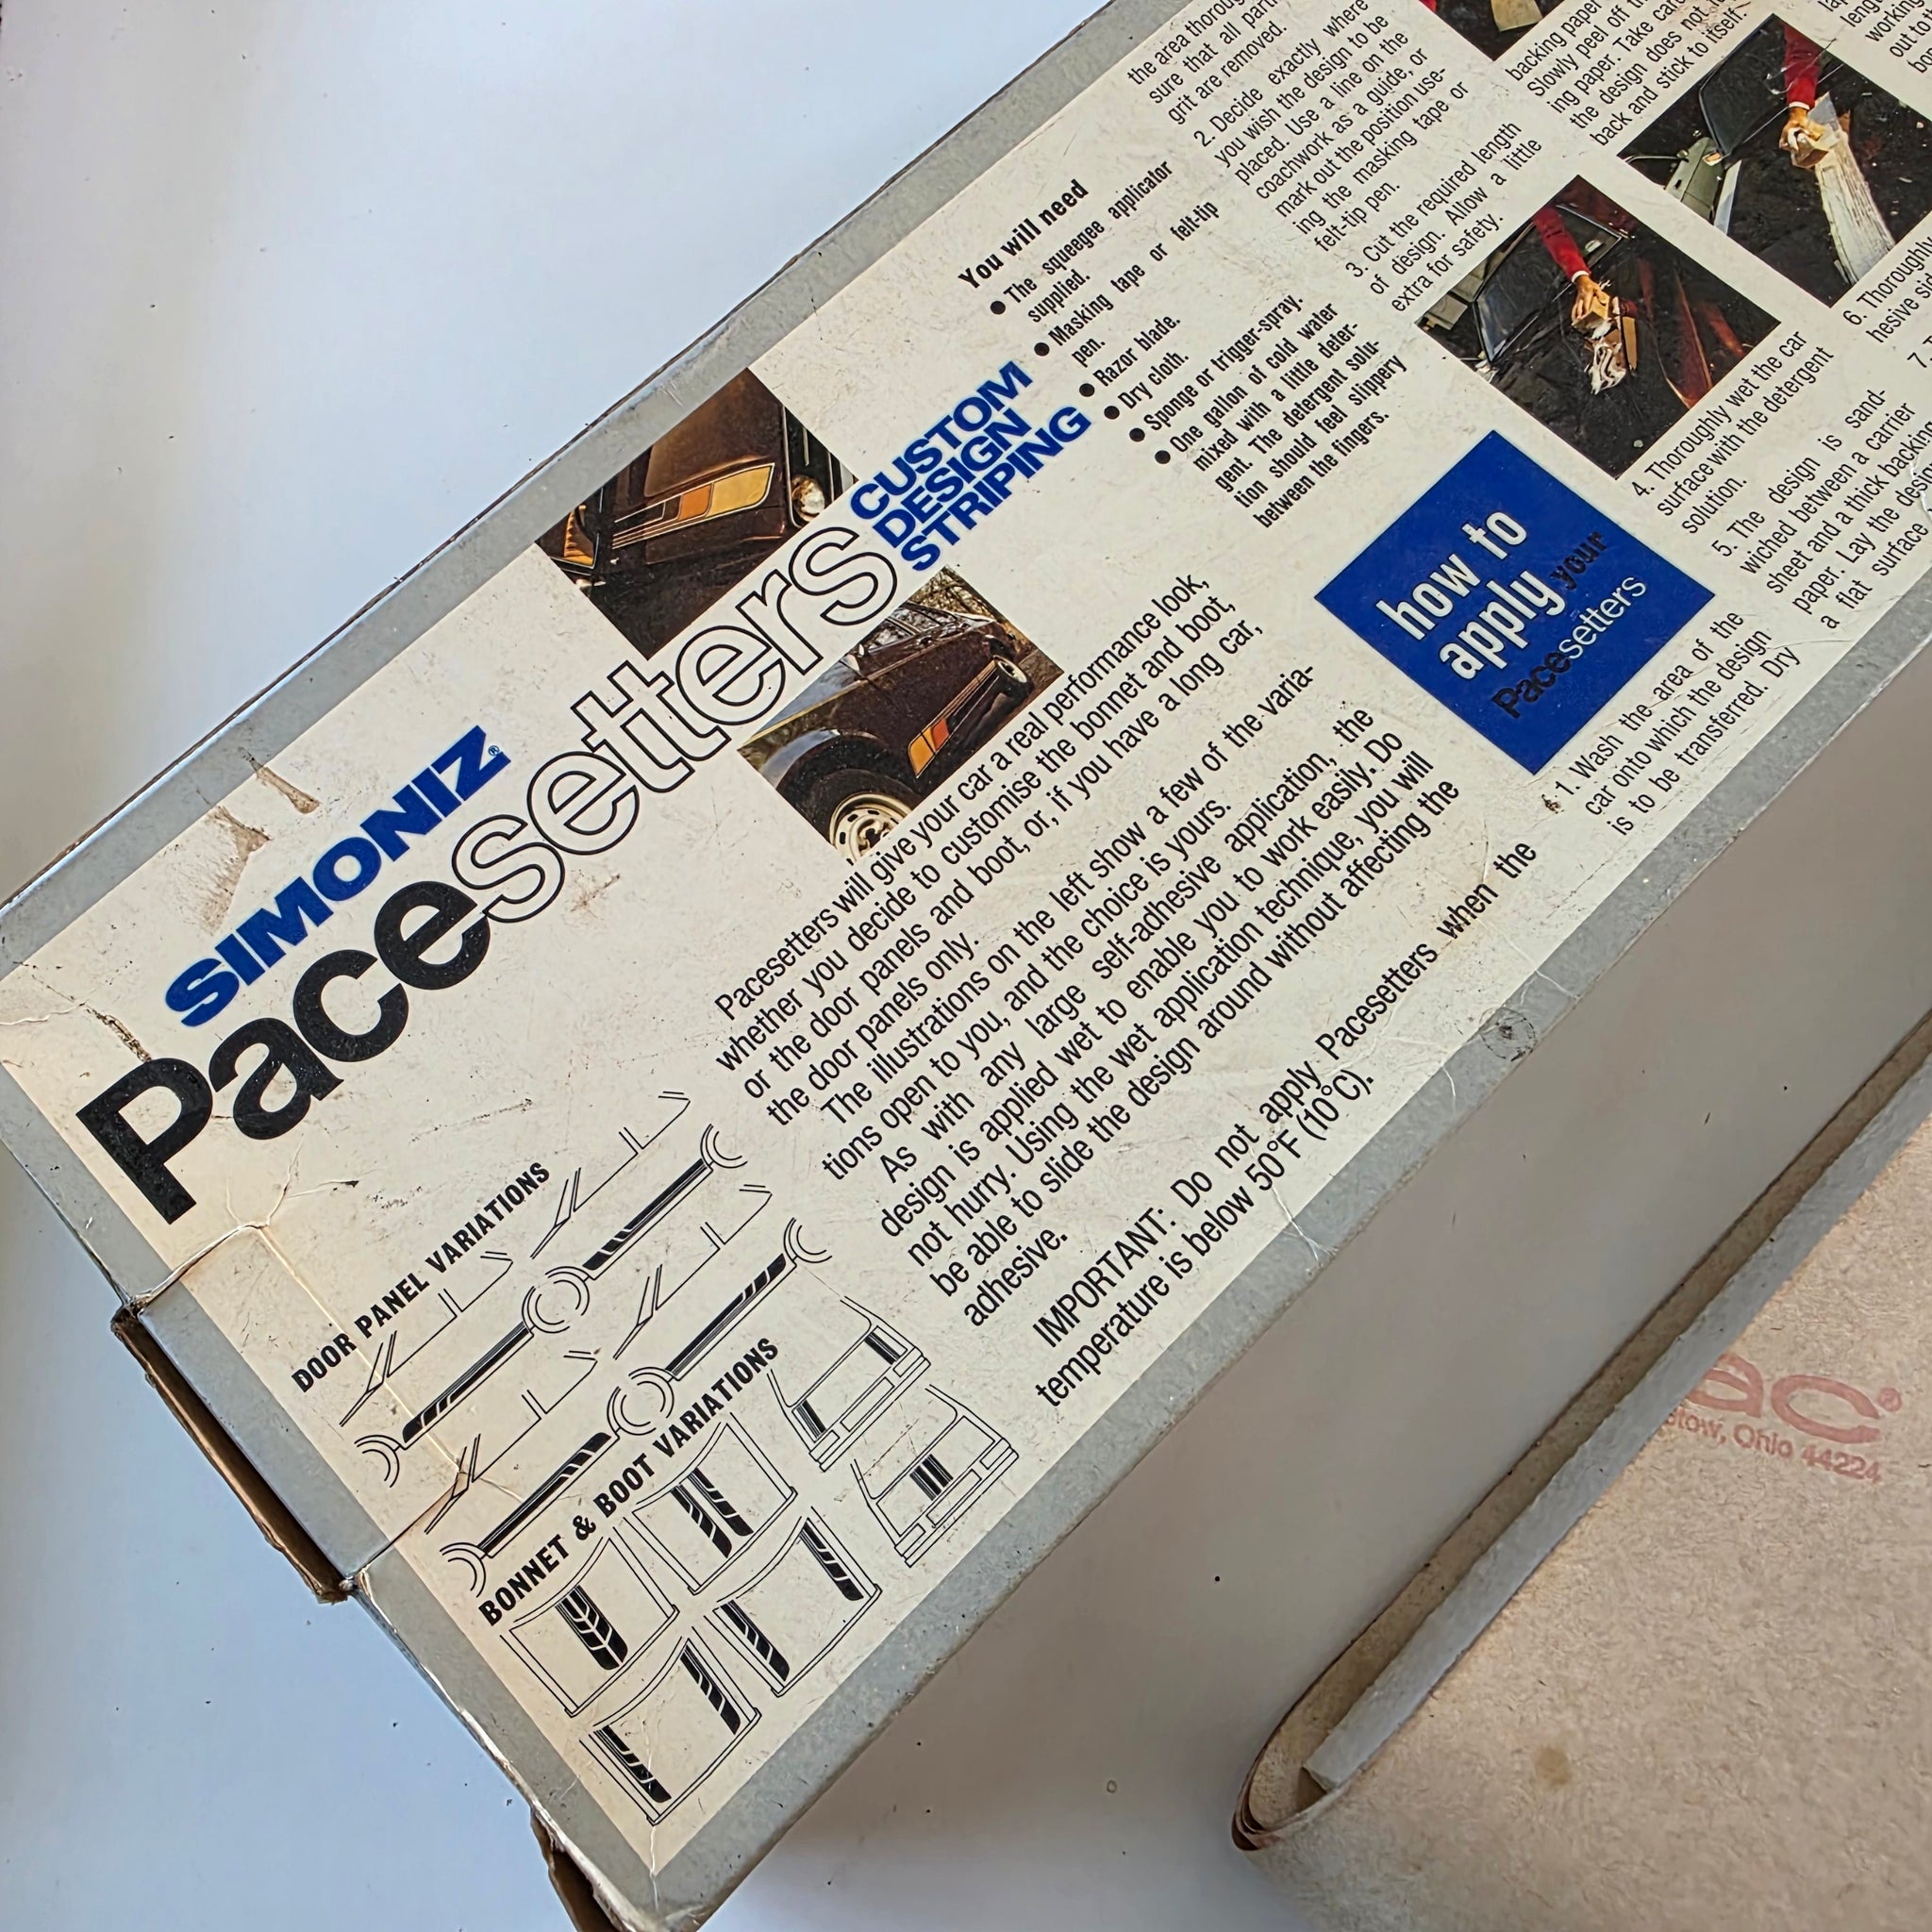 SIMONIZ®
Pacesetters
CUSTOM
DESIGN
STRIPING
DOOR PANEL VARIATIONS
BONNET & BOOT VARIATIONS
Pacesetters will give your car a real performance look,
whether you decide to customise the bonnet and boot,
or the door panels and boot, or, if you have a long car,
the door panels only.
The illustrations on the left show a few of the varia-
tions open to you, and the choice is yours.
As with any large self-adhesive application, the
design is applied wet to enable you to work easily. Do
not hurry. Using the wet application technique, you will
be able to slide the design around without affecting the
adhesive.
IMPORTANT: Do not apply Pacesetters when the
temperature is below 50°F (10°C).
You will need
● The squeegee applicator
supplied.
● Masking tape or felt-tip
pen.
● Razor blade.
● Dry cloth.
● Sponge or trigger-spray.
● One gallon of cold water
mixed with a little deter-
gent. The detergent solu-
tion should feel slippery
between the fingers.
how to
apply your
Pacesetters
1. Wash the area of the
car onto which the design
is to be transferred. Dry
the area
sure that all
grit are removed.
2. Decide exactly where
you wish the design to be
placed. Use a line on the
coachwork as a guide, or
mark out the position us-
ing the masking tape or
felt-tip pen.
3. Cut the required length
of design. Allow a little
extra for safety.
4. Thoroughly wet the car
surface with the detergent
solution.
5. The design is sand-
wiched between a carrier
sheet and a thick backing
paper. Lay the
a flat surface
backing paper
Slowly peel off
ing paper. Take
the design does not
back and stick to itself.
6. Thoroughly
hesive
7.
working
out to
ac®
Ohio 44224